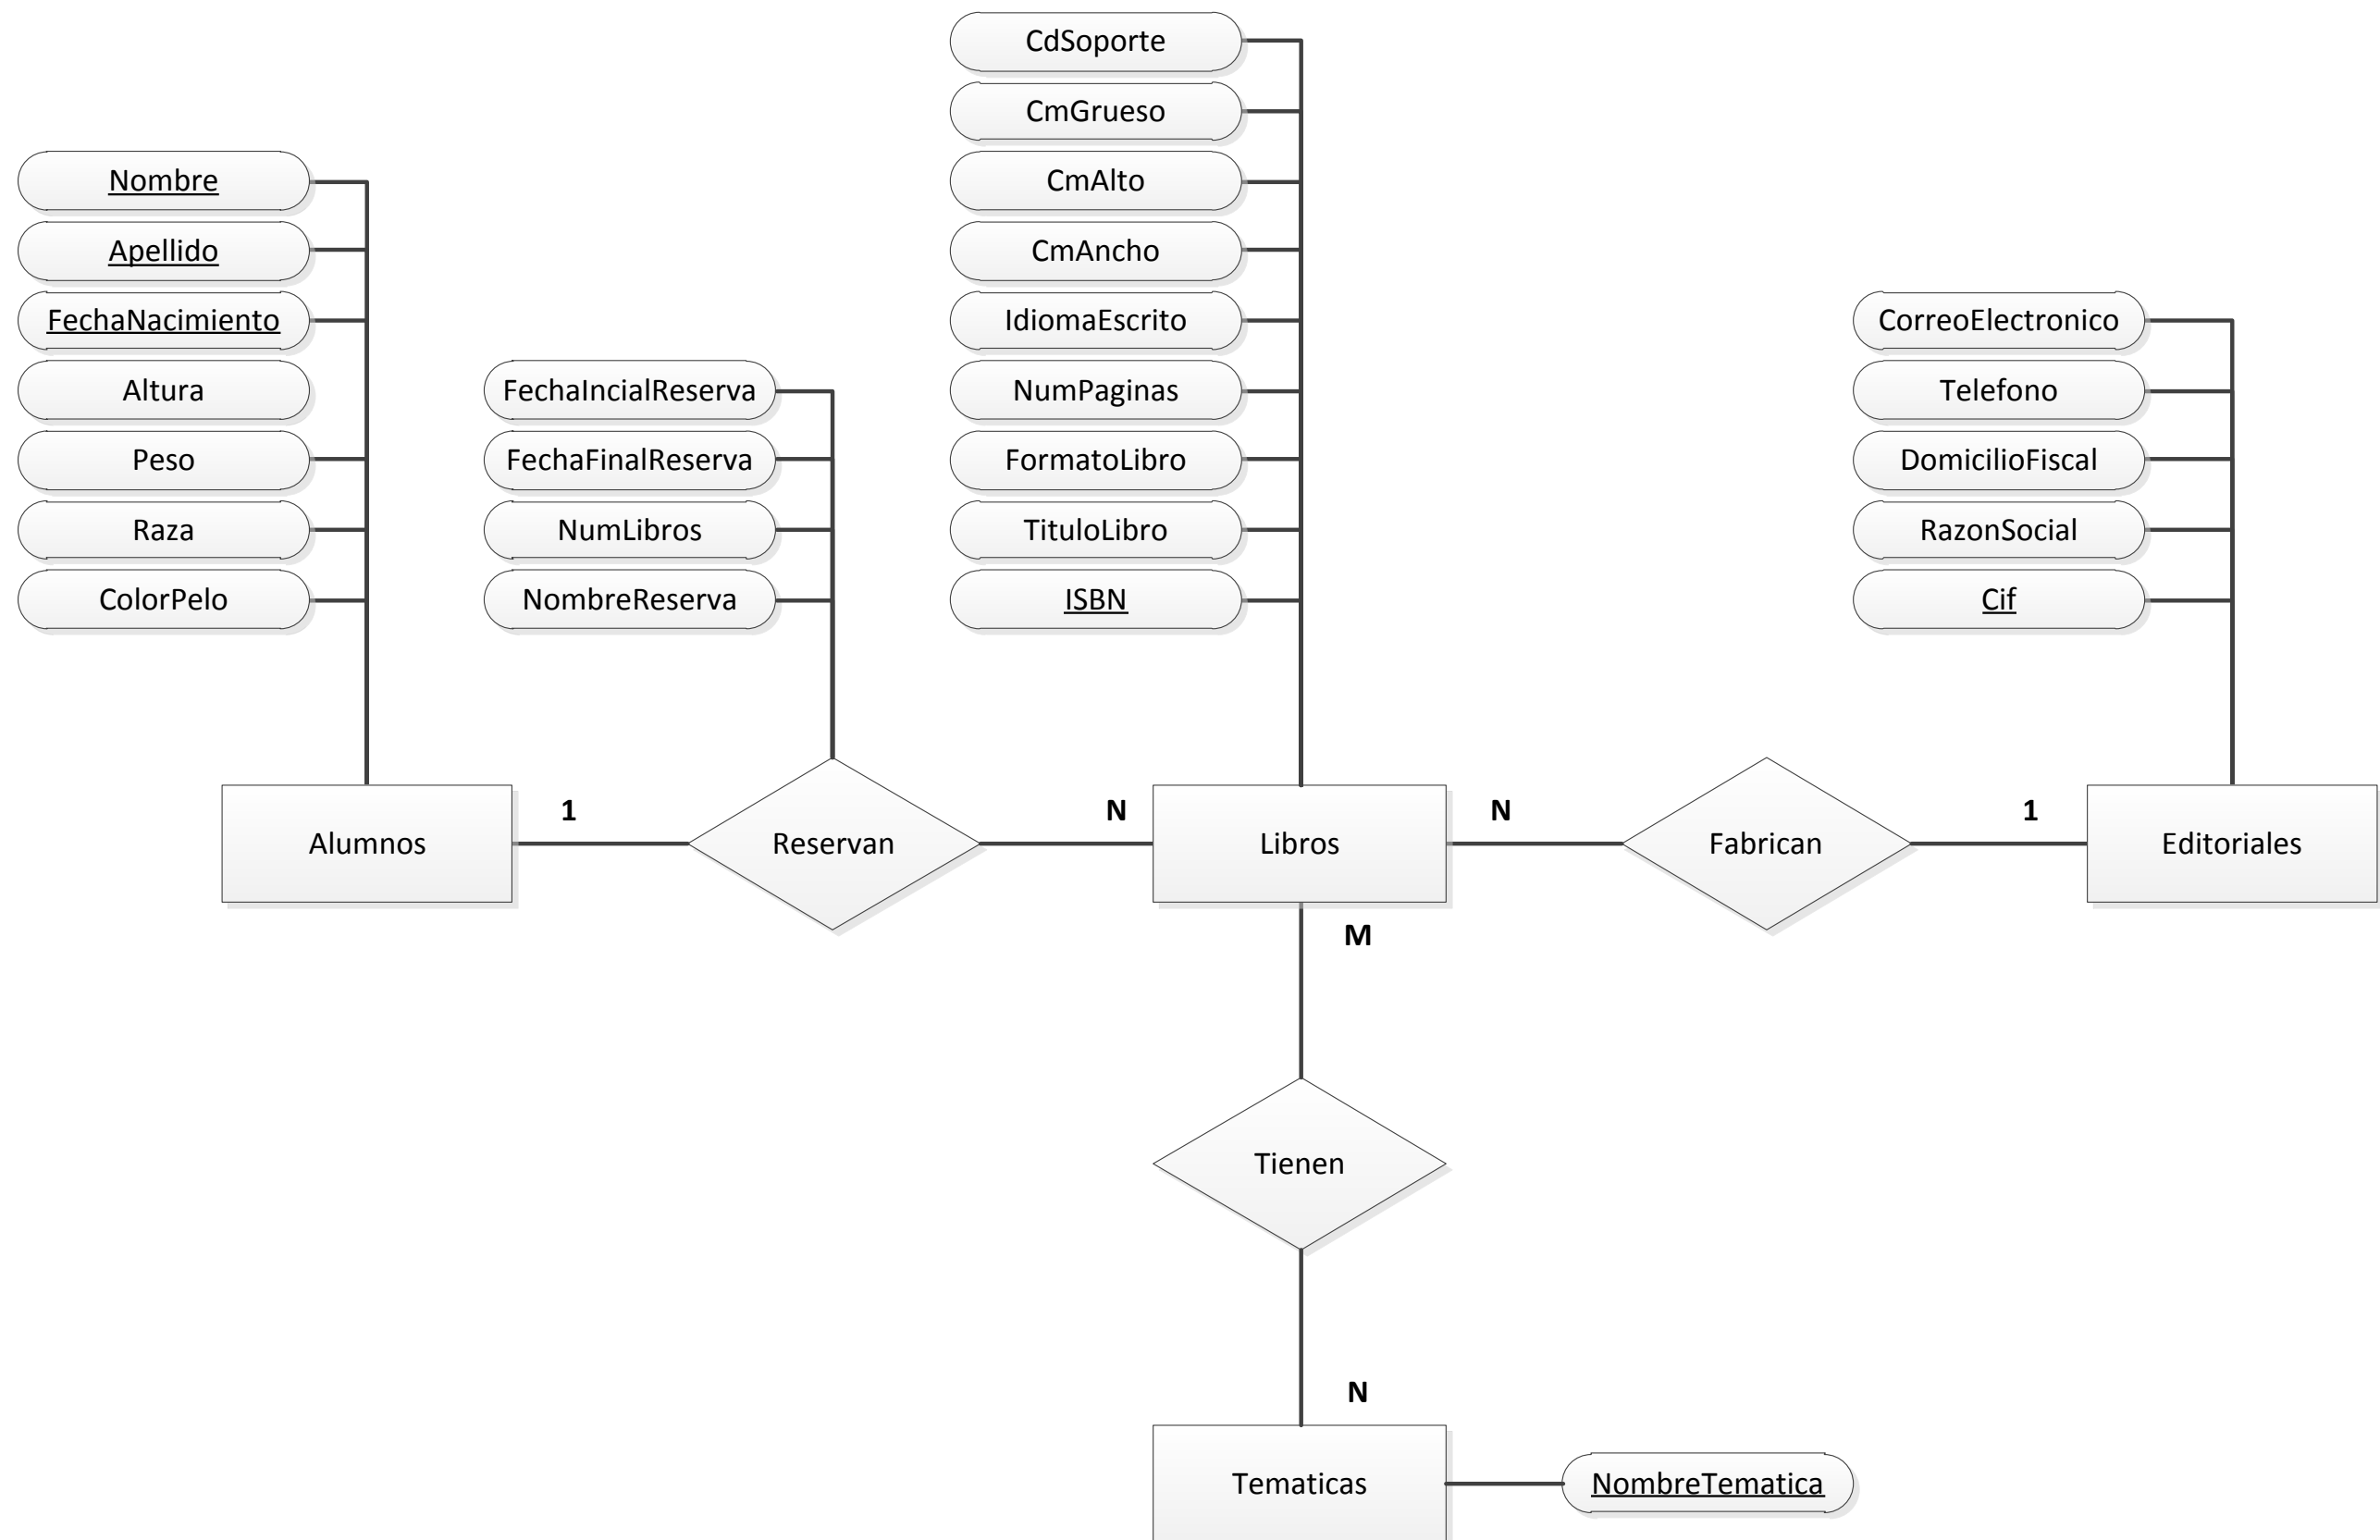 CdSoporte
CmGrueso
CmAlto
CmAncho
IdiomaEscrito
NumPaginas
FormatoLibro
TituloLibro
ISBN
Nombre
Apellido
FechaNacimiento
Altura
Peso
Raza
ColorPelo
FechaIncialReserva
FechaFinalReserva
NumLibros
NombreReserva
CorreoElectronico
Telefono
DomicilioFiscal
RazonSocial
Cif
Alumnos
1
Reservan
N
Libros
N
Fabrican
1
Editoriales
M
Tienen
N
Tematicas
NombreTematica